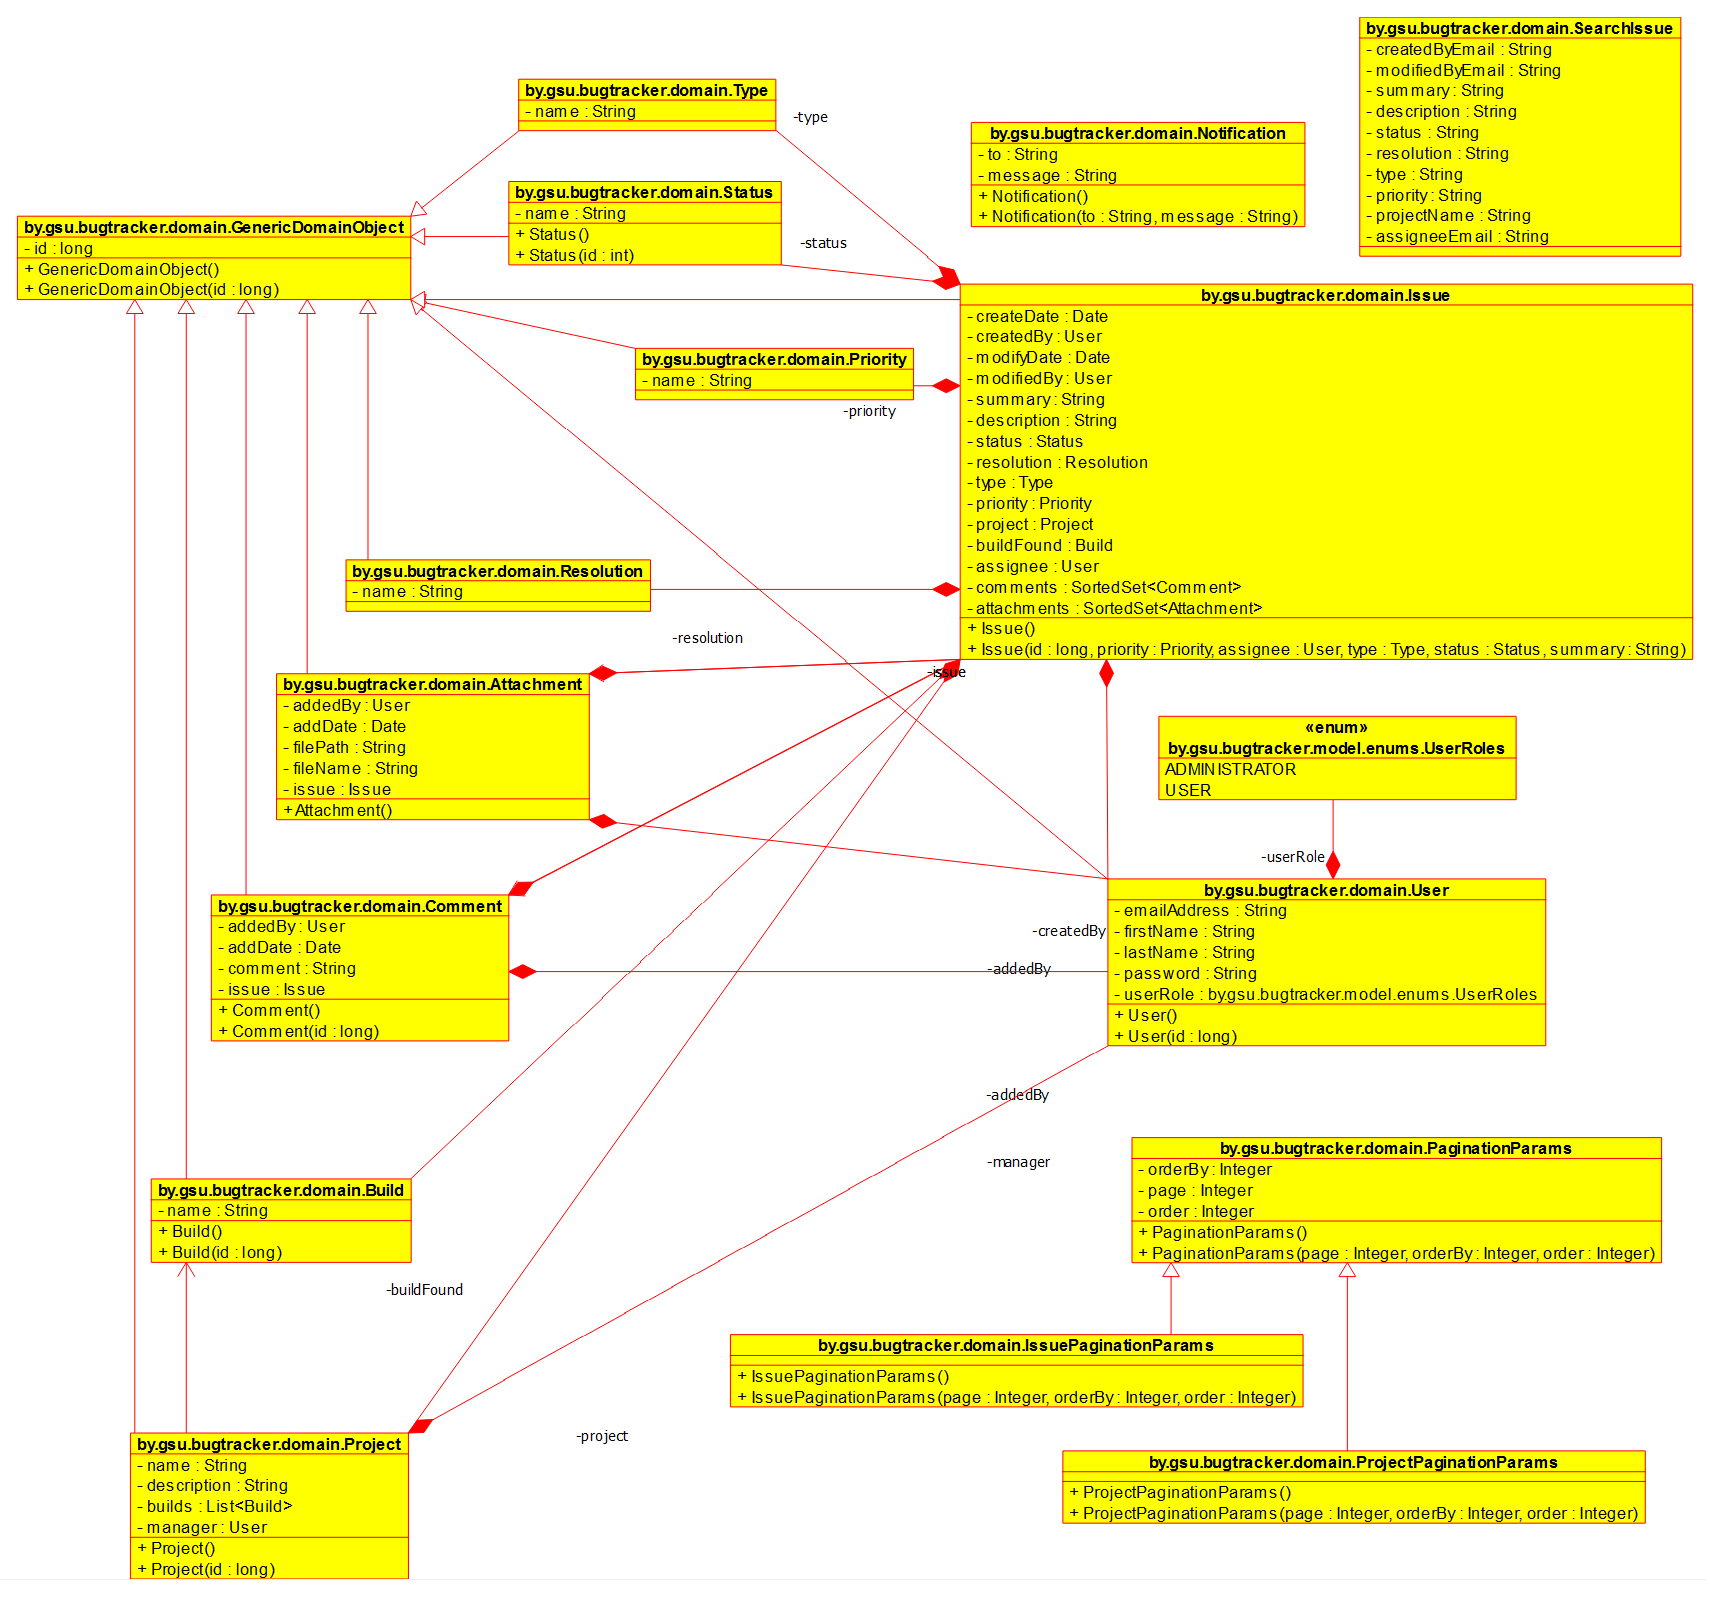 by.gsu.bugtracker.domain.SearchIssue
- createdByEmail : String
- modifiedByEmail : String
- summary : String
- description : String
- status : String
- resolution : String
- type : String
- priority : String
- projectName : String
- assigneeEmail : String
by.gsu.bugtracker.domain.Type
- name : String
-type
by.gsu.bugtracker.domain.Notification
- to : String
- message : String
+ Notification()
+ Notification(to : String, message : String)
by.gsu.bugtracker.domain.Status
- name : String
+ Status()
+ Status(id : int)
-status
by.gsu.bugtracker.domain.GenericDomainObject
- id : long
+ GenericDomainObject()
+ GenericDomainObject(id : long)
by.gsu.bugtracker.domain.Issue
- createDate : Date
- createdBy : User
- modifyDate : Date
- modifiedBy : User
- summary : String
- description : String
- status : Status
- resolution : Resolution
- type : Type
- priority : Priority
- project : Project
- buildFound : Build
- assignee : User
- comments : SortedSet<Comment>
- attachments : SortedSet<Attachment>
+ Issue()
+ Issue(id : long, priority : Priority, assignee : User, type : Type, status : Status, summary : String)
by.gsu.bugtracker.domain.Priority
- name : String
-priority
by.gsu.bugtracker.domain.Resolution
- name : String
-resolution
-issue
by.gsu.bugtracker.domain.Attachment
- addedBy : User
- addDate : Date
- filePath : String
- fileName : String
- issue : Issue
+ Attachment()
«enum»
by.gsu.bugtracker.model.enums.UserRoles
ADMINISTRATOR
USER
-userRole
by.gsu.bugtracker.domain.User
- emailAddress : String
- firstName : String
- lastName : String
- password : String
- userRole : by.gsu.bugtracker.model.enums.UserRoles
+ User()
+ User(id : long)
by.gsu.bugtracker.domain.Comment
- addedBy : User
- addDate : Date
- comment : String
- issue : Issue
+ Comment()
+ Comment(id : long)
-createdBy
-addedBy
-addedBy
-manager
by.gsu.bugtracker.domain.PaginationParams
- orderBy : Integer
- page : Integer
- order : Integer
+ PaginationParams()
+ PaginationParams(page : Integer, orderBy : Integer, order : Integer)
by.gsu.bugtracker.domain.Build
- name : String
+ Build()
+ Build(id : long)
-buildFound
by.gsu.bugtracker.domain.IssuePaginationParams
+ IssuePaginationParams()
+ IssuePaginationParams(page : Integer, orderBy : Integer, order : Integer)
-project
by.gsu.bugtracker.domain.Project
- name : String
- description : String
- builds : List<Build>
- manager : User
+ Project()
+ Project(id : long)
by.gsu.bugtracker.domain.ProjectPaginationParams
+ ProjectPaginationParams()
+ ProjectPaginationParams(page : Integer, orderBy : Integer, order : Integer)